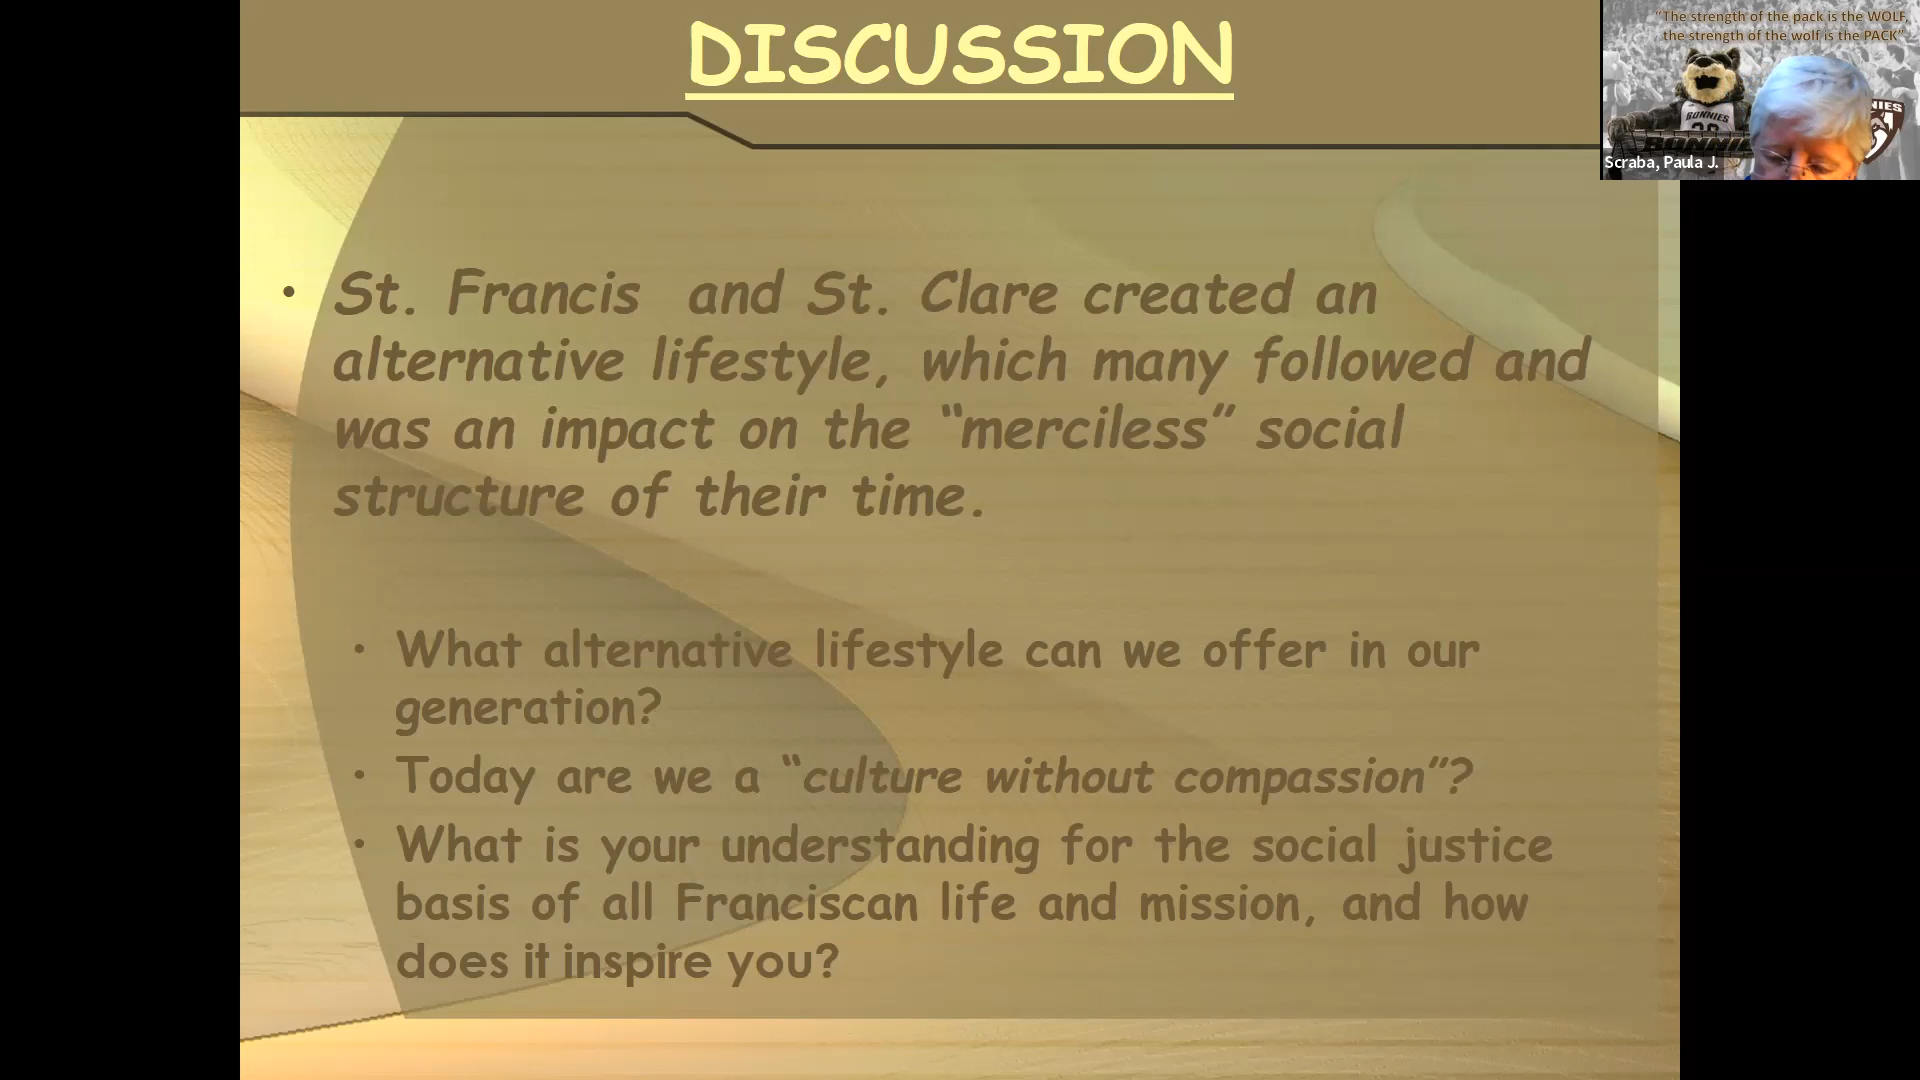 DISCUSSION
"The strength of the pack is the WOLF,
the strength of the wolf is the PACK"
BONNIES
Scraba, Paula J.
• St. Francis and St. Clare created an
alternative lifestyle, which many followed and
was an impact on the “merciless” social
structure of their time.
• What alternative lifestyle can we offer in our
generation?
• Today are we a “culture without compassion”?
• What is your understanding for the social justice
basis of all Franciscan life and mission, and how
does it inspire you?